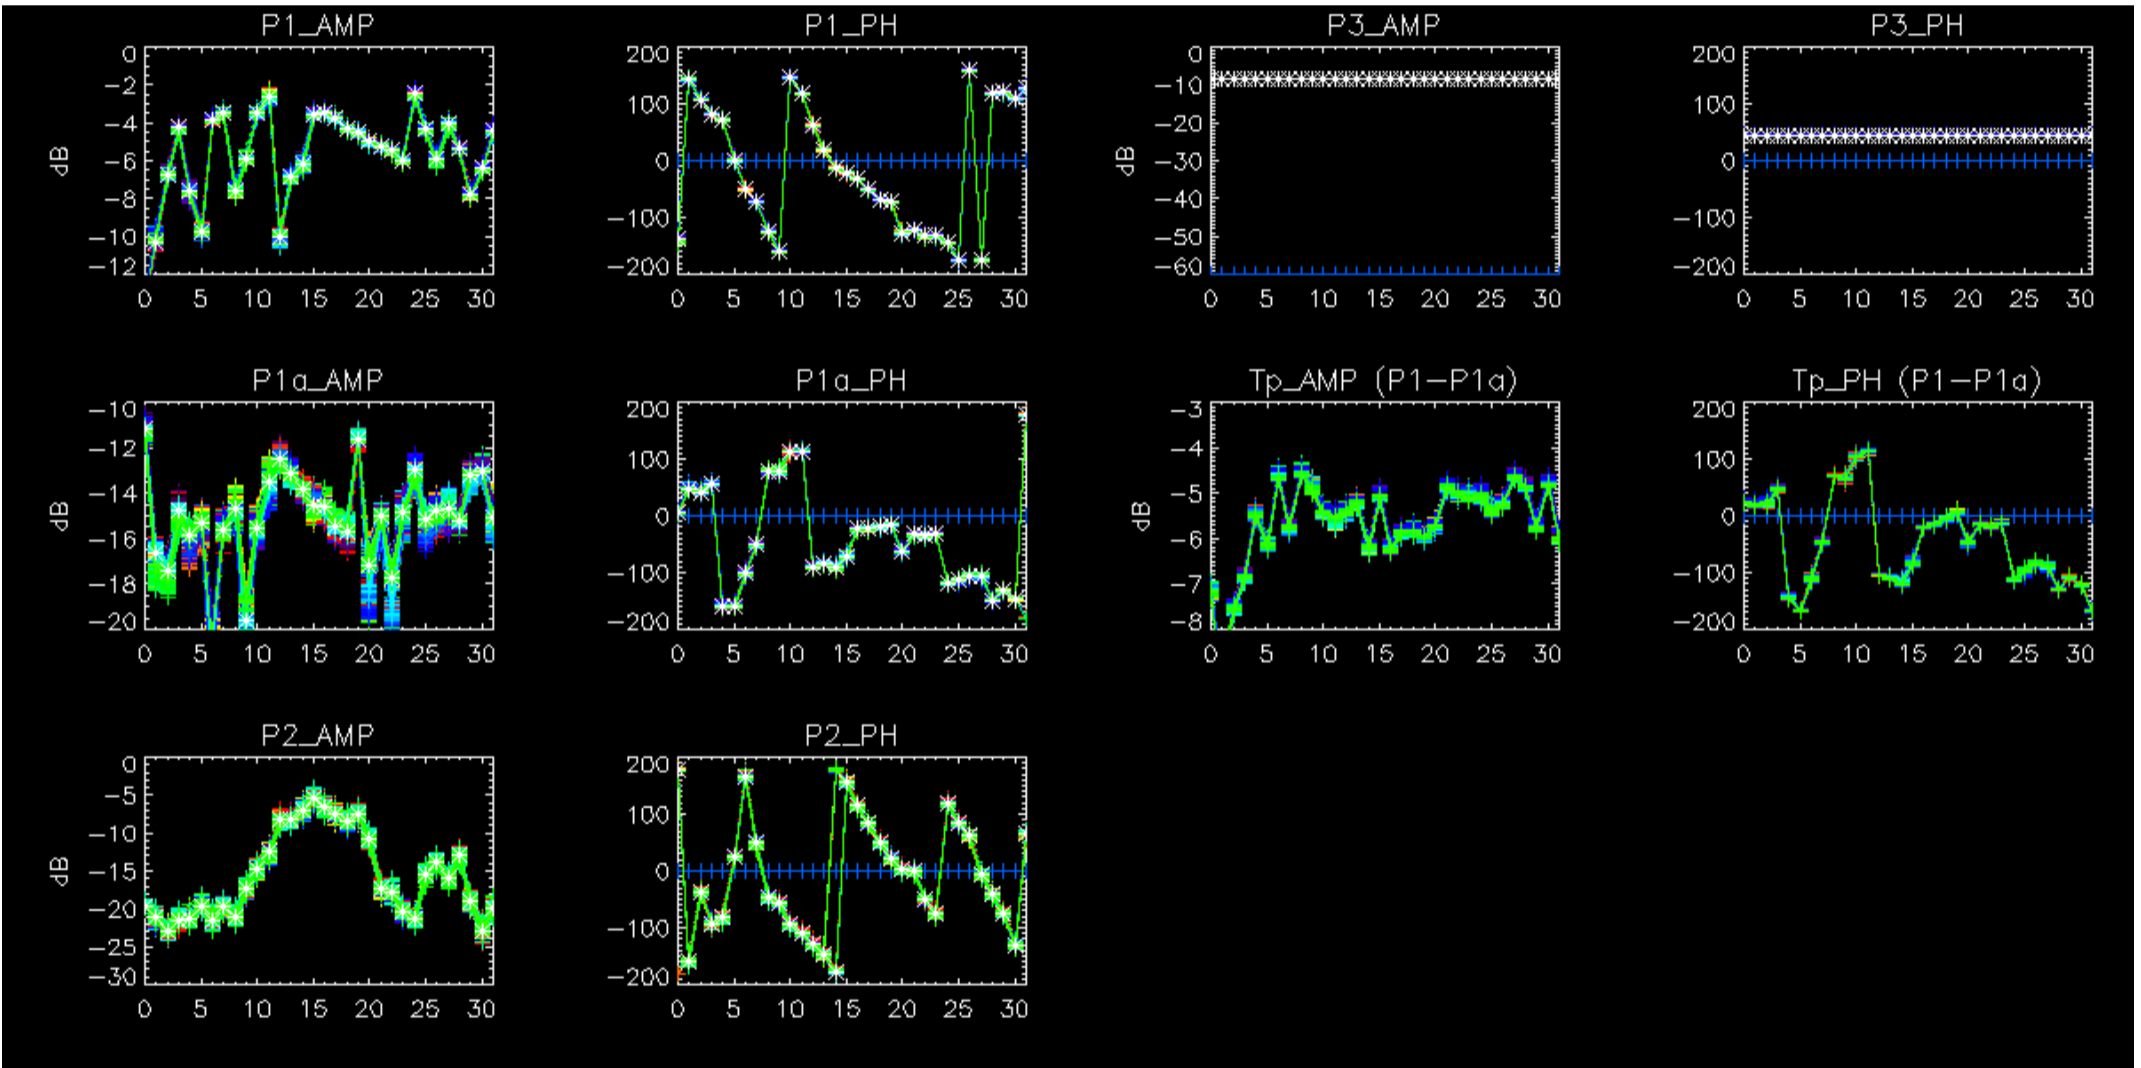 P1_AMP P1_PH P3_AMP P3_PH
0 200 0 200
-2 100 -10 100
-4 0 -20 0
-6 -100 -30 -100
-8 -200 -40 -200
-10 -50
-12 -60
dB dB
0 5 10 15 20 25 30 0 5 10 15 20 25 30 0 5 10 15 20 25 30 0 5 10 15 20 25 30
P1a_AMP P1a_PH Tp_AMP (P1-P1a) Tp_PH (P1-P1a)
-10 200 -3 200
-12 100 -4 100
-14 0 -5 0
-16 -100 -6 -100
-18 -200 -7 -200
-20 -8
dB dB
0 5 10 15 20 25 30 0 5 10 15 20 25 30 0 5 10 15 20 25 30 0 5 10 15 20 25 30
P2_AMP P2_PH
0 200
-5 100
-10 0
-15 -100
-20 -200
-25
-30
dB
0 5 10 15 20 25 30 0 5 10 15 20 25 30